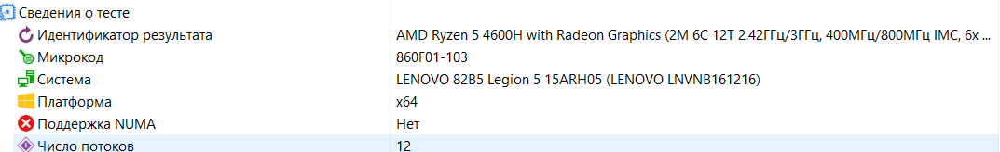 Сведения о тесте
Идентификатор результата AMD Ryzen 5 4600H with Radeon Graphics (2M 6C 12T 2.42ГГц/3ГГц, 400МГц/800МГц IMC, 6x ...
Микрокод 860F01-103
Система LENOVO 82B5 Legion 5 15ARH05 (LENOVO LNVNB161216)
Платформа x64
Поддержка NUMA Нет
Число потоков 12